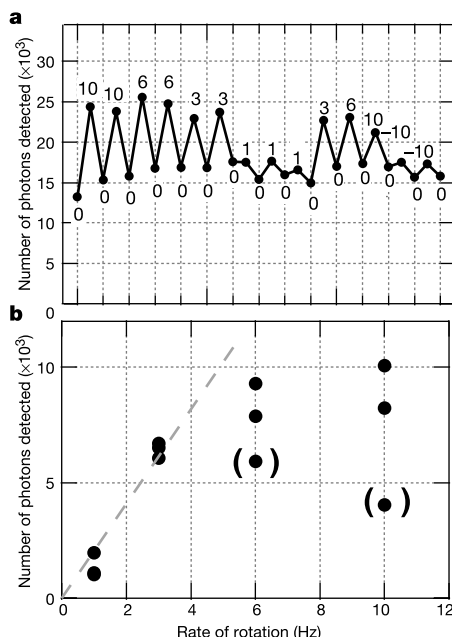 a
Number of photons detected (×10³)
30
25
20
15
10
5
0
10 10 6 6 3 3 1 1 1 3 6 10 –10 –10
0 0 0 0 0 0 0 0 0 0 0 0 0 0 0
b
Number of photons detected (×10³)
10
5
0
( )
( )
0 2 4 6 8 10 12
Rate of rotation (Hz)